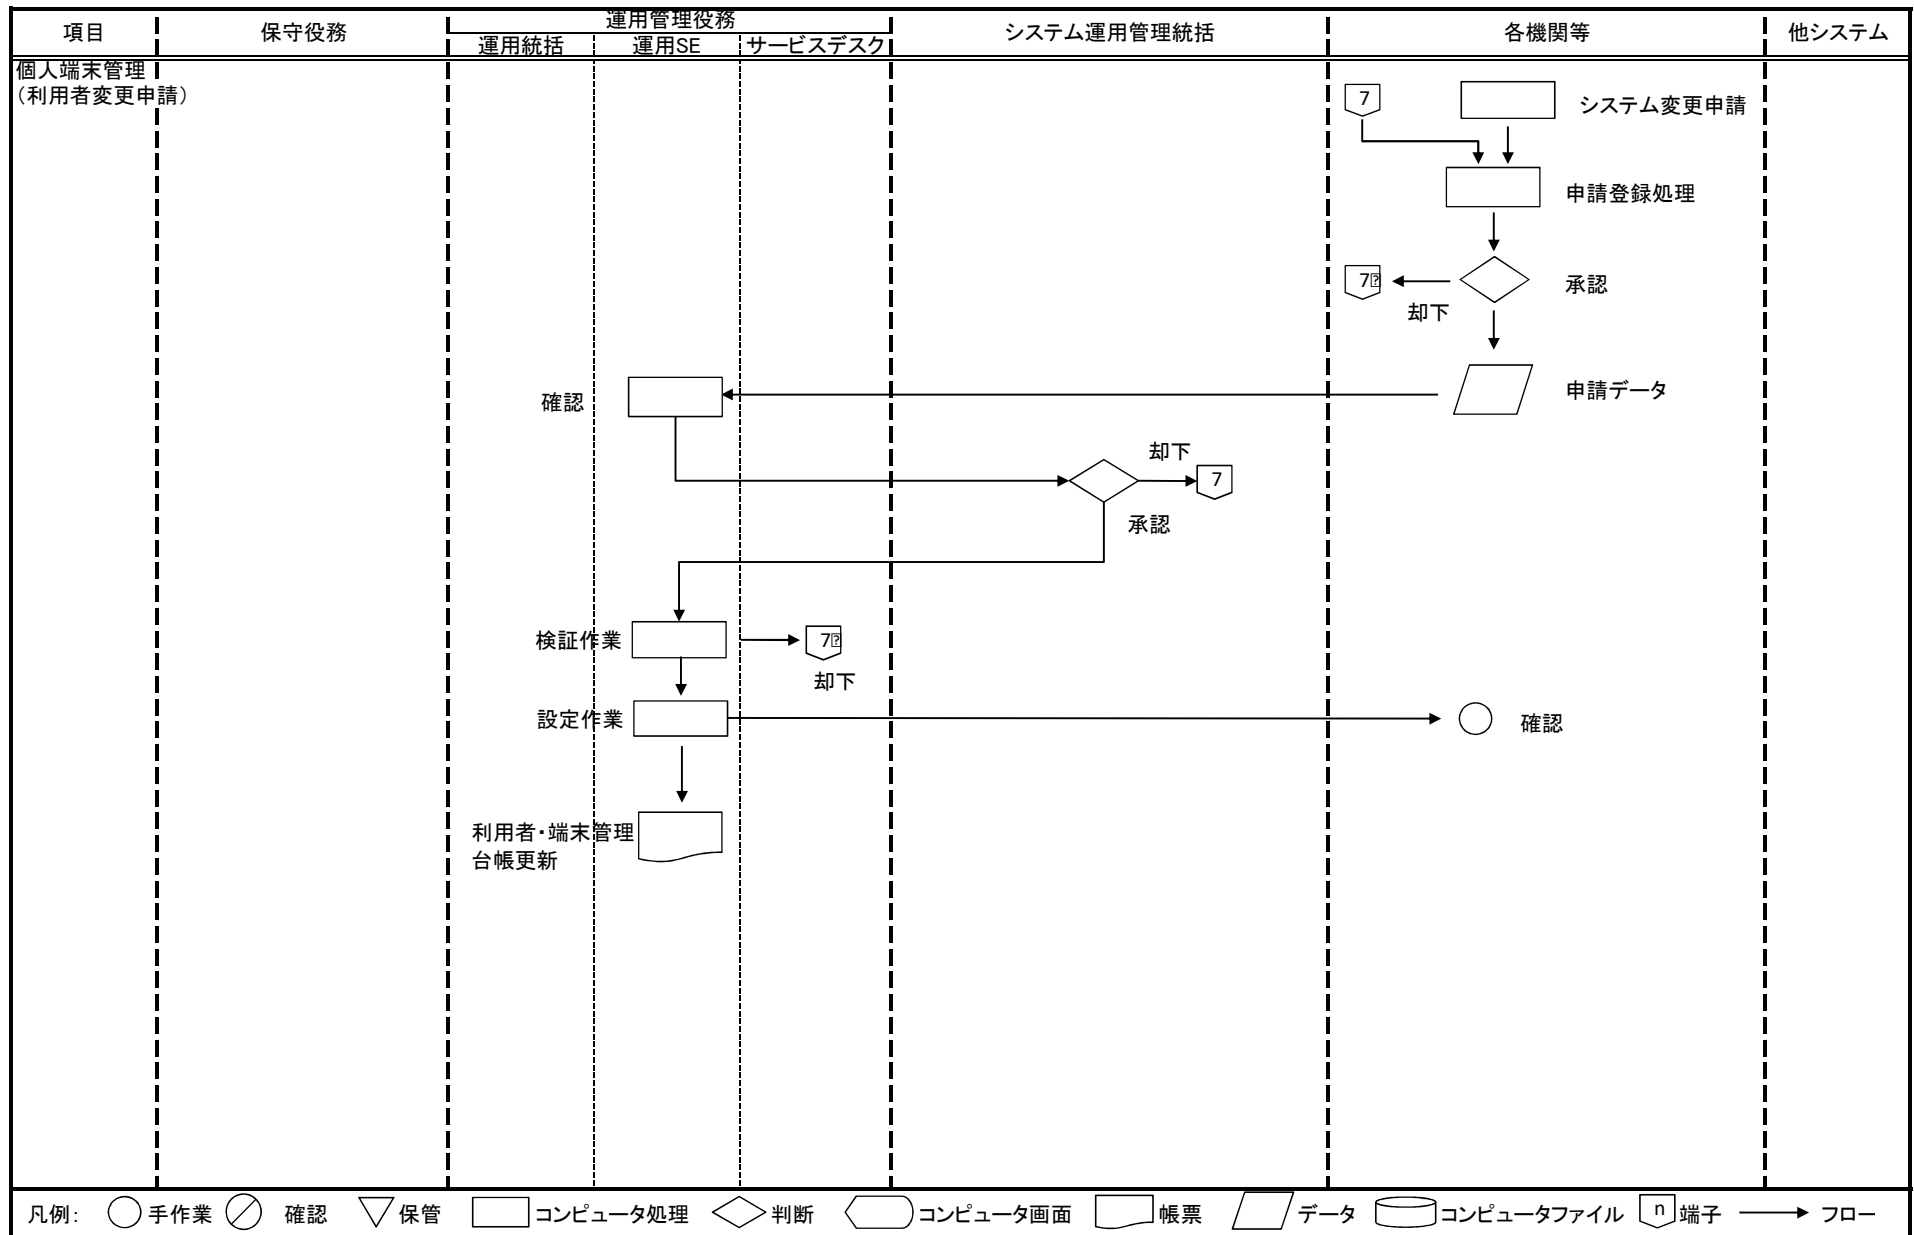 項目
保守役務
運用管理役務
運用統括
運用SE
サービスデスク
システム運用管理統括
各機関等
他システム
個人端末管理
（利用者変更申請）
7
システム変更申請
申請登録処理
7
承認
却下
申請データ
確認
却下
7
承認
検証作業
7
却下
設定作業
確認
利用者・端末管理
台帳更新
凡例： 手作業 確認 保管 コンピュータ処理 判断 コンピュータ画面 帳票 データ コンピュータファイル n 端子 フロー